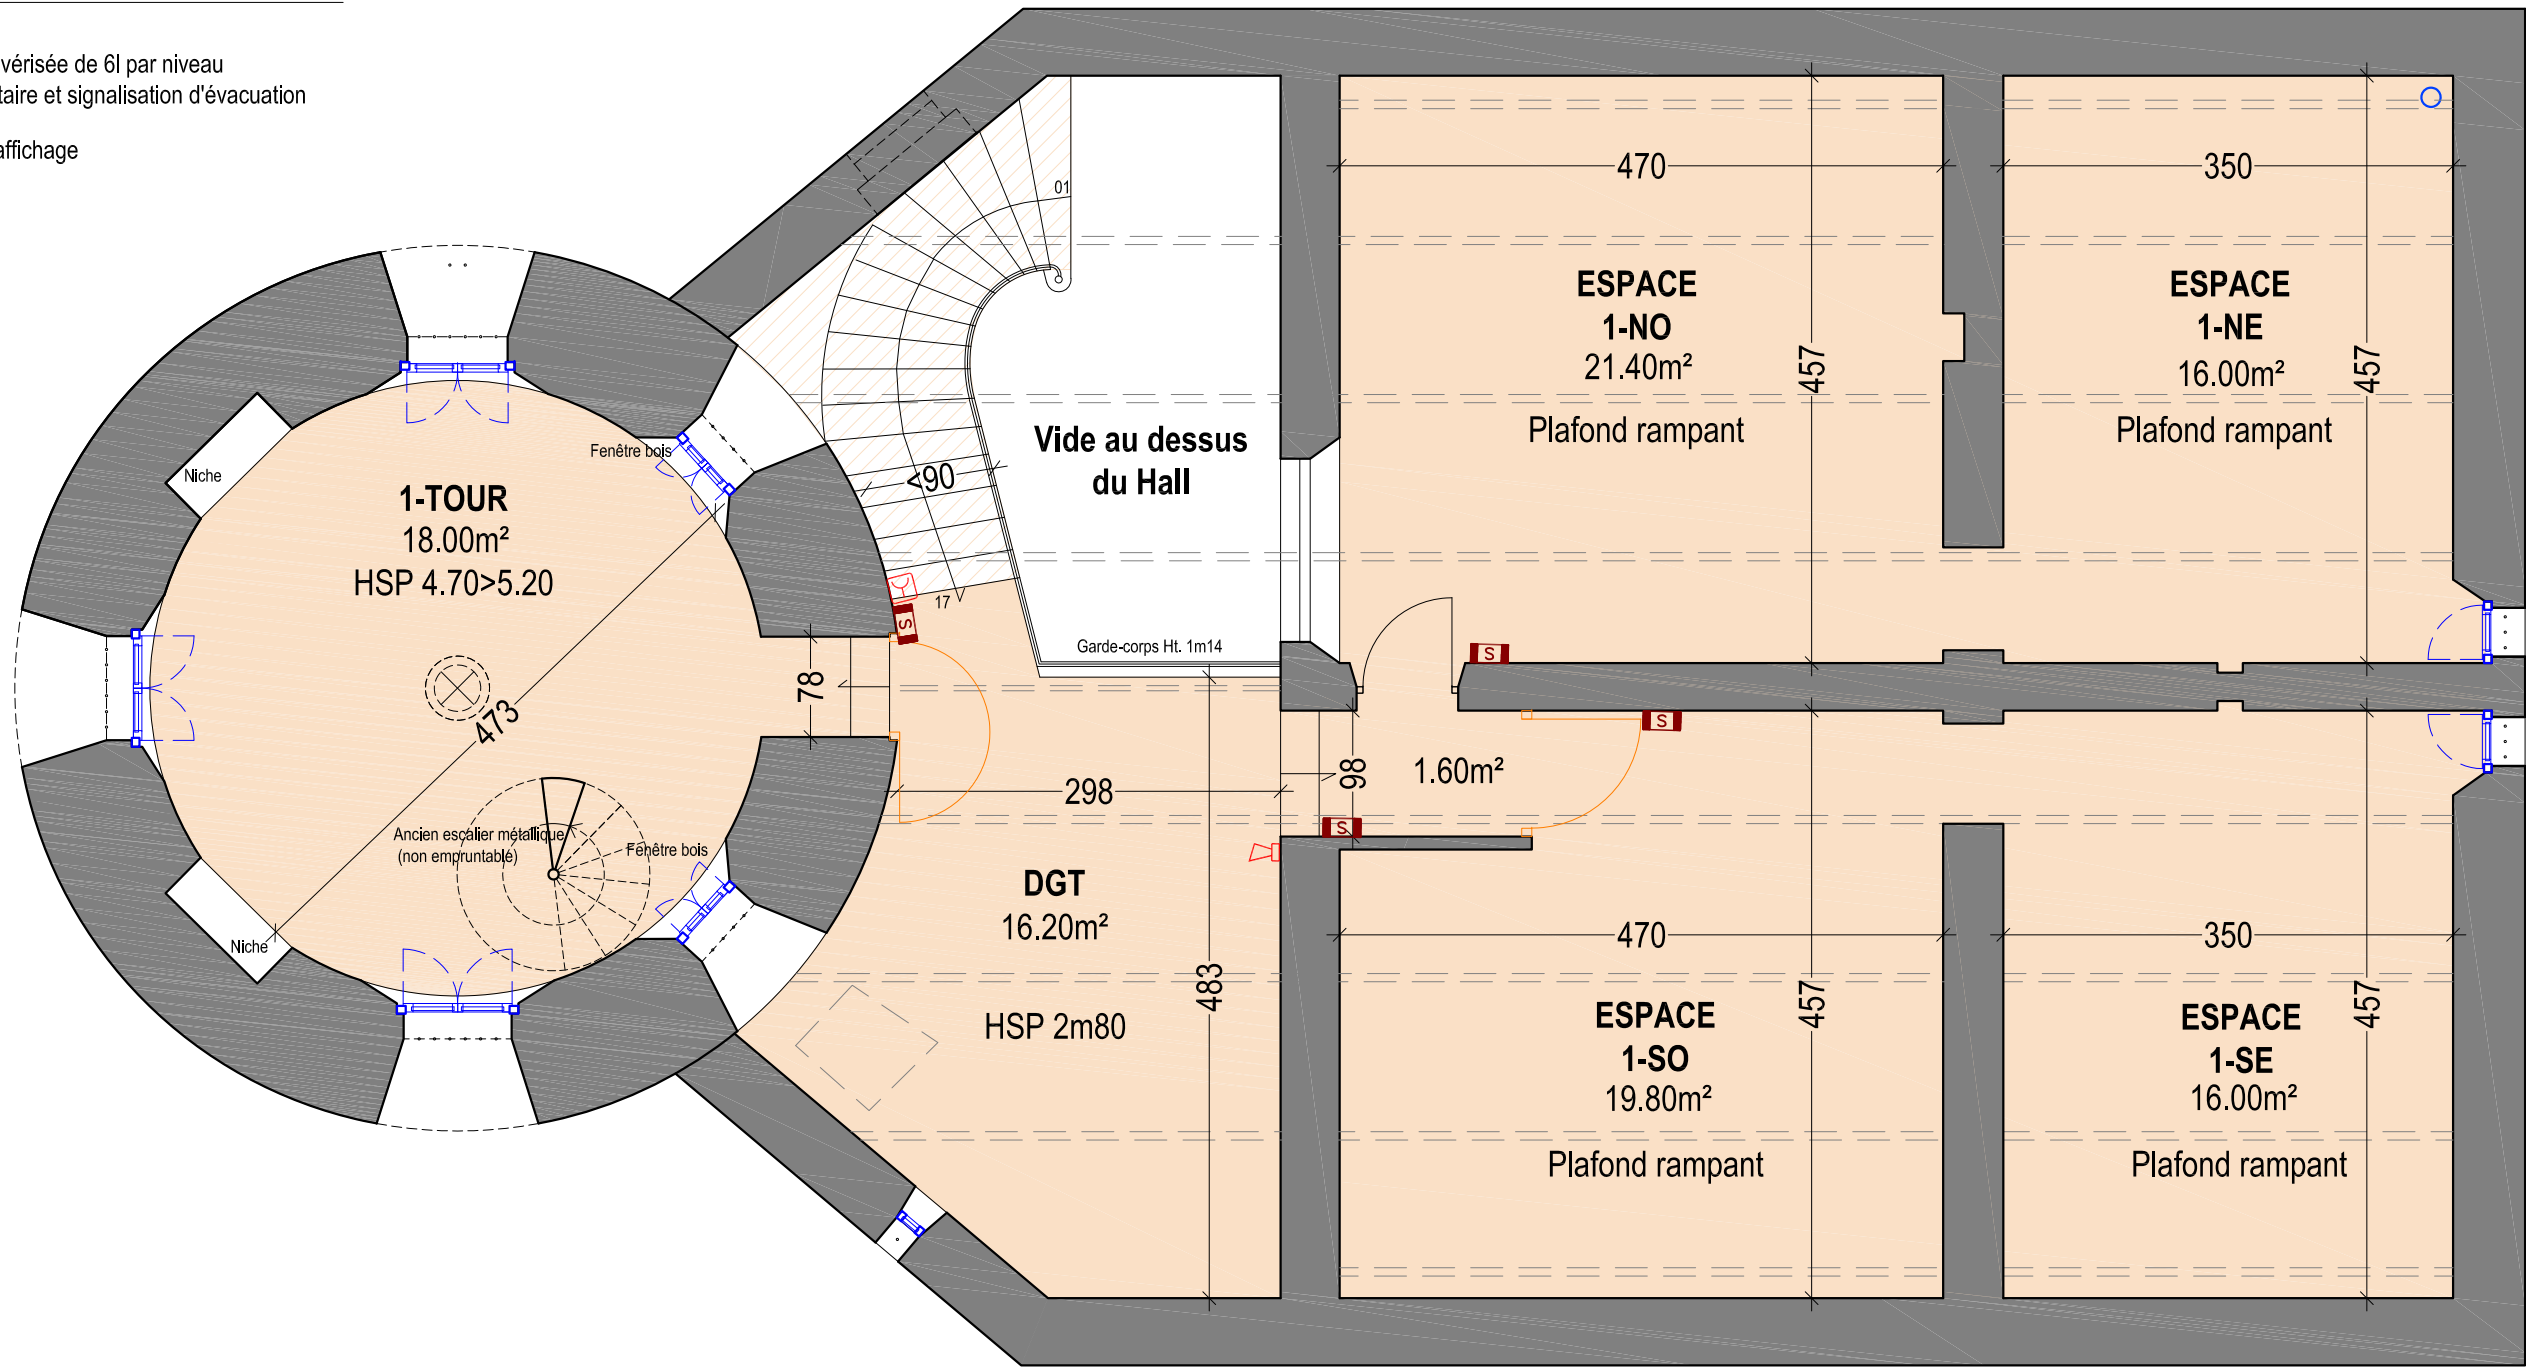 vérisée de 6l par niveau
taire et signalisation d'évacuation
affichage
01
470
350
ESPACE
1-NO
21.40m²
Plafond rampant
457
ESPACE
1-NE
16.00m²
Plafond rampant
457
Vide au dessus
du Hall
<90
17
Garde-corps Ht. 1m14
Niche
Fenêtre bois
1-TOUR
18.00m²
HSP 4.70>5.20
473
78
S
S
S
S
298
98
1.60m²
Ancien escalier métallique
(non empruntable)
Fenêtre bois
Niche
DGT
16.20m²
HSP 2m80
483
470
350
ESPACE
1-SO
19.80m²
Plafond rampant
457
ESPACE
1-SE
16.00m²
Plafond rampant
457